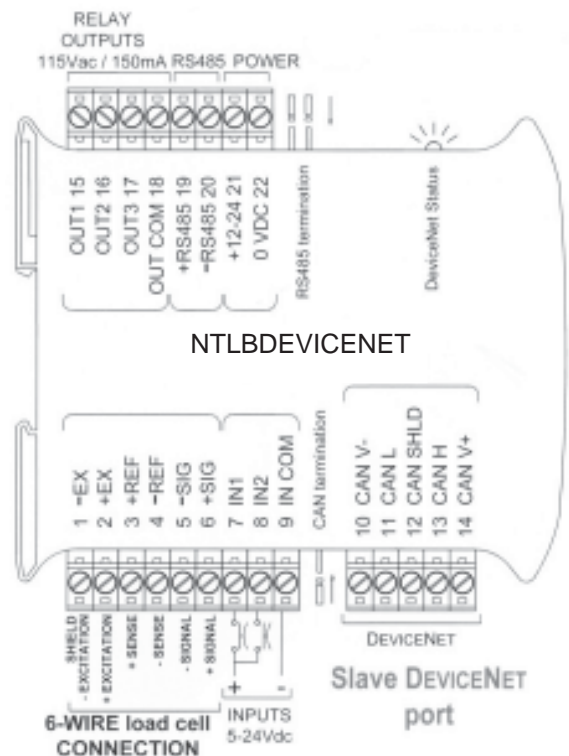 RELAY
OUTPUTS
115Vac / 150mA RS485 POWER
OUT1 15
OUT2 16
OUT3 17
OUT COM 18
+RS485 19
-RS485 20
+12-24 21
0 VDC 22
RS485 termination
DeviceNet Status
NTLBDEVICENET
1 -EX
2 +EX
3 +REF
4 -REF
5 -SIG
6 +SIG
7 IN1
8 IN2
9 IN COM
CAN termination
10 CAN V-
11 CAN L
12 CAN SHLD
13 CAN H
14 CAN V+
SHIELD
- EXCITATION
+ EXCITATION
+ SENSE
- SENSE
- SIGNAL
+ SIGNAL
+ -
DEVICENET
6-WIRE load cell
CONNECTION
INPUTS
5-24Vdc
Slave DEVICENET
port